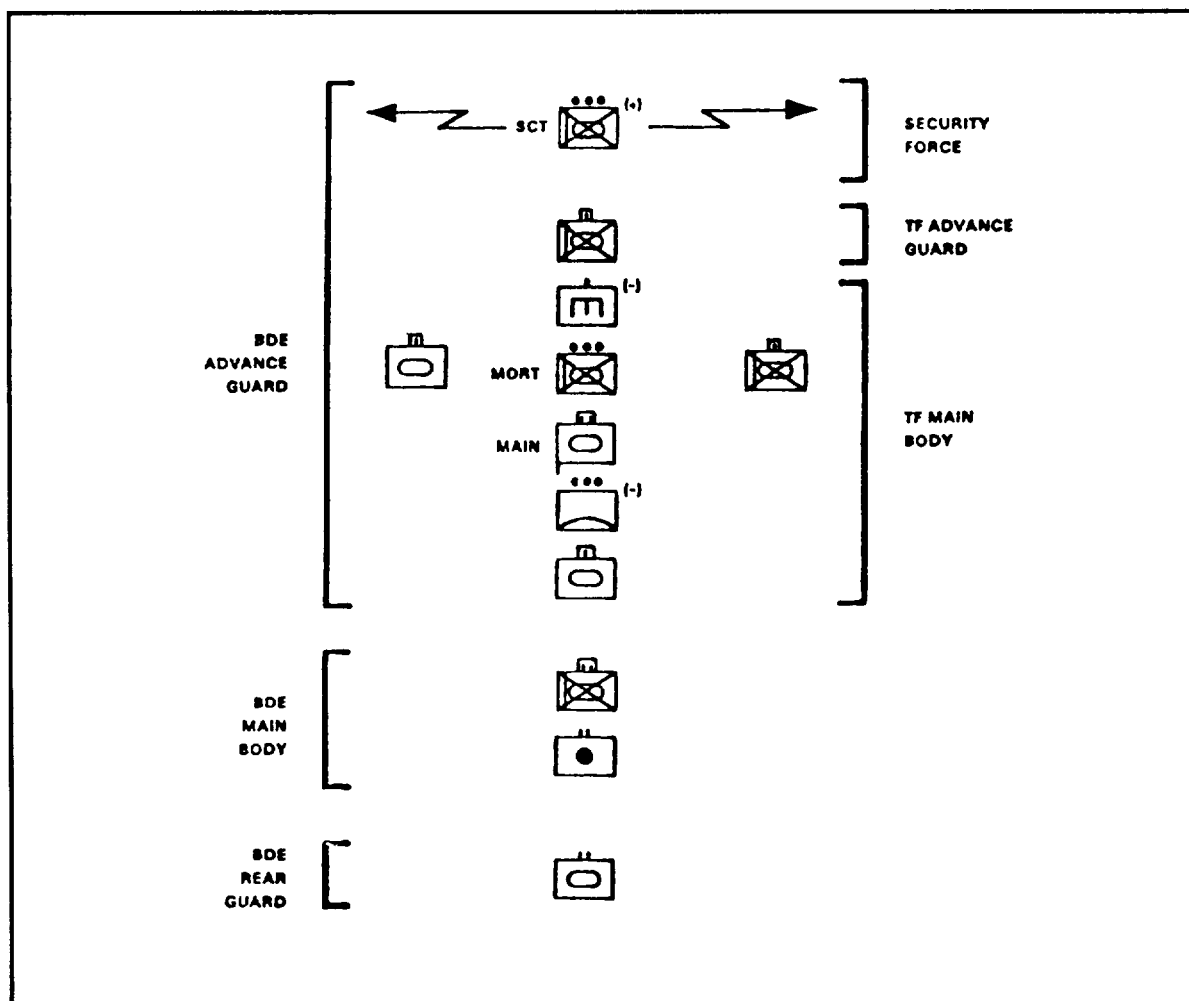 SCT
(+)
SECURITY
FORCE
TF ADVANCE
GUARD
(-)
BDE
ADVANCE
GUARD
MORT
MAIN
TF MAIN
BODY
(-)
BDE
MAIN
BODY
BDE
REAR
GUARD